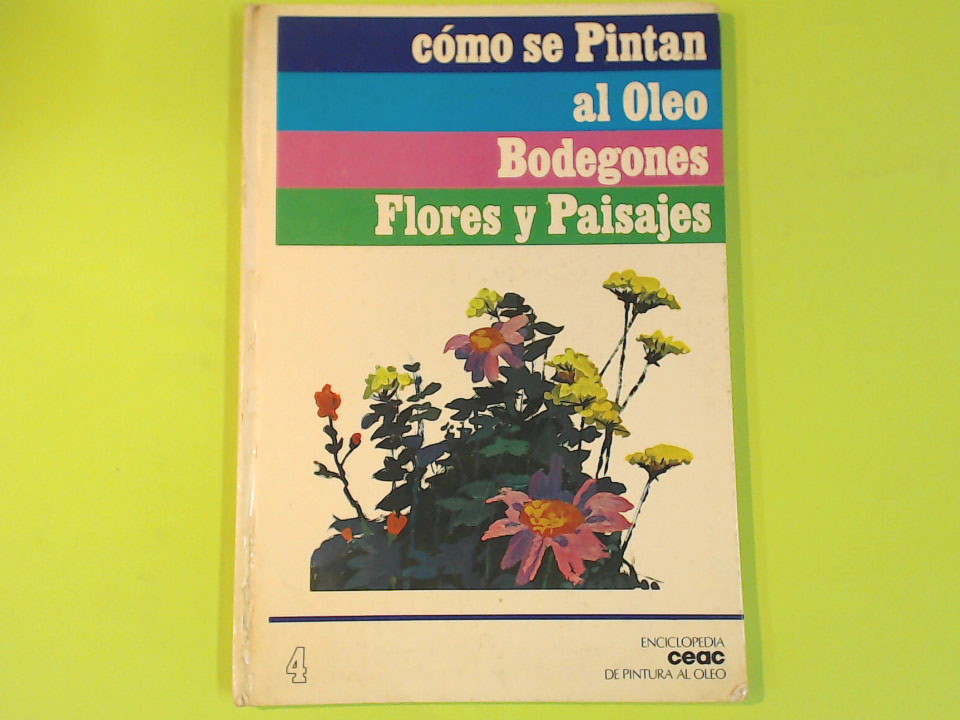 cómo se Pintan
al Oleo
Bodegones
Flores y Paisajes
4
ENCICLOPEDIA
ceac
DE PINTURA AL OLEO